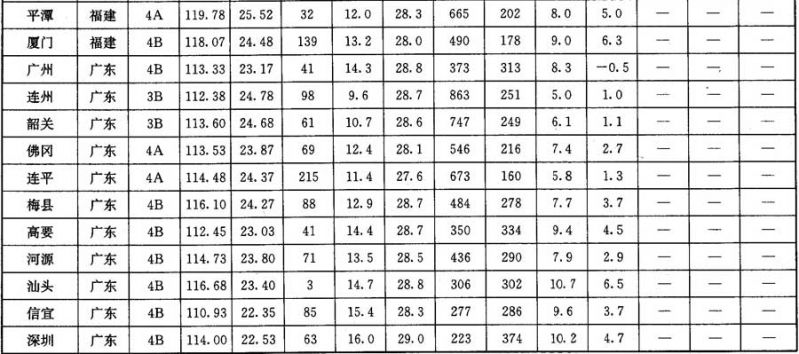 平潭 福建 4A 119.78 25.52 32 12.0 28.3 665 202 8.0 5.0 — — —
厦门 福建 4B 118.07 24.48 139 13.2 28.0 490 178 9.0 6.3 — — —
广州 广东 4B 113.33 23.17 41 14.3 28.8 373 313 8.3 -0.5 — — —
连州 广东 3B 112.38 24.78 98 9.6 28.7 863 251 5.0 1.0 — — —
韶关 广东 3B 113.60 24.68 61 10.7 28.6 747 249 6.1 1.1 — — —
佛冈 广东 4A 113.53 23.87 69 12.4 28.1 546 216 7.4 2.7 — — —
连平 广东 4A 114.48 24.37 215 11.4 27.6 673 160 5.8 1.3 — — —
梅县 广东 4B 116.10 24.27 88 12.9 28.7 484 278 7.7 3.7 — — —
高要 广东 4B 112.45 23.03 41 14.4 28.7 350 334 9.4 4.5 — — —
河源 广东 4B 114.73 23.80 71 13.5 28.5 436 290 7.9 2.9 — — —
汕头 广东 4B 116.68 23.40 3 14.7 28.8 306 302 10.7 6.5 — — —
信宜 广东 4B 110.93 22.35 85 15.4 28.3 277 286 9.6 3.7 — — —
深圳 广东 4B 114.00 22.53 63 16.0 29.0 223 374 10.2 4.7 — — —